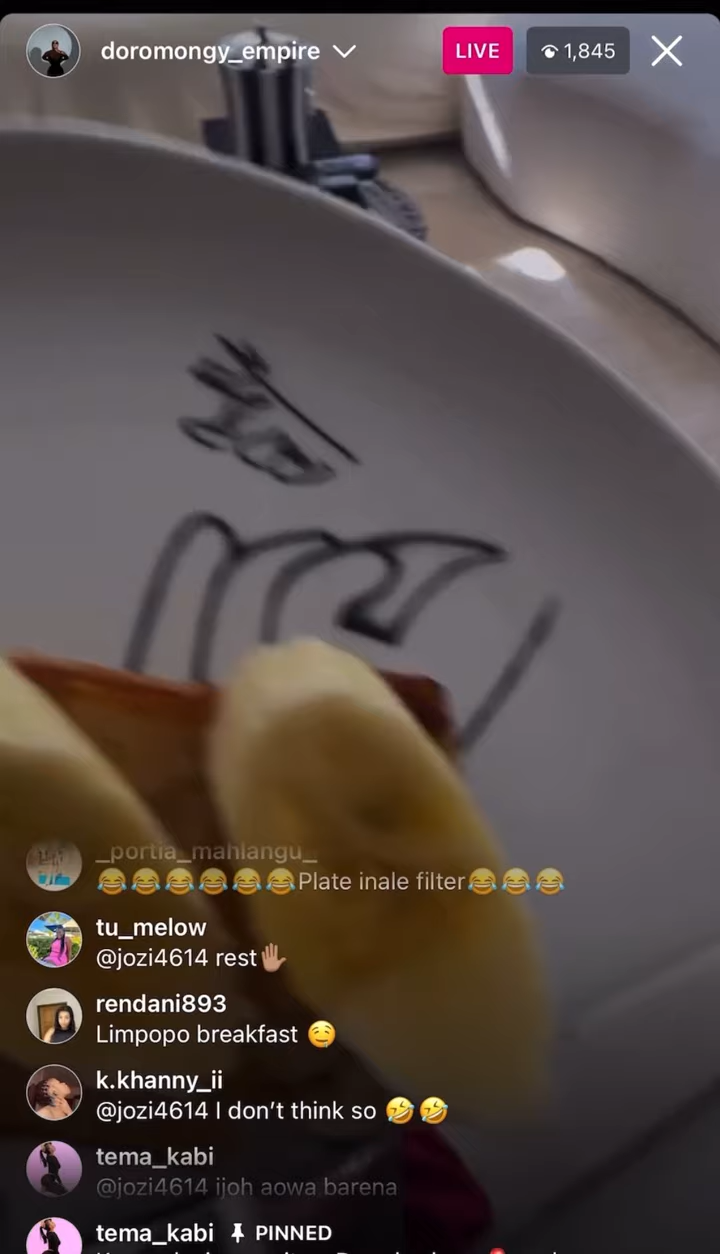 doromongy_empire
LIVE
1,845
_portia_mahlangu_
😂😂😂😂😂😂Plate inale filter😂😂😂
tu_melow
@jozi4614 rest✋🏽
rendani893
Limpopo breakfast 🤤
k.khanny_ii
@jozi4614 I don’t think so 🤣🤣
tema_kabi
@jozi4614 ijoh aowa barena
tema_kabi PINNED